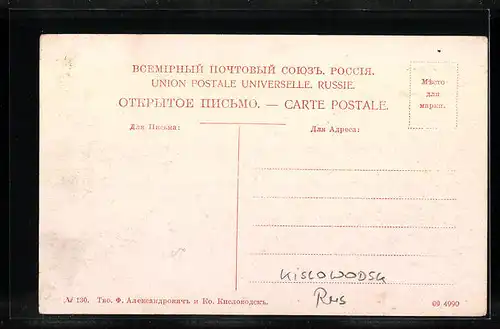 ВСЕМІРНЫЙ ПОЧТОВЫЙ СОЮЗЪ. РОССІЯ.
UNION POSTALE UNIVERSELLE. RUSSIE.
ОТКРЫТОЕ ПИСЬМО. — CARTE POSTALE.
Мѣсто
для
марки.
Для Письма:
Для Адреса:
KISLOWODSK
RUS
№ 130. Тво. Ф. Александровичъ и Ко. Кисловодскъ.
69 4990